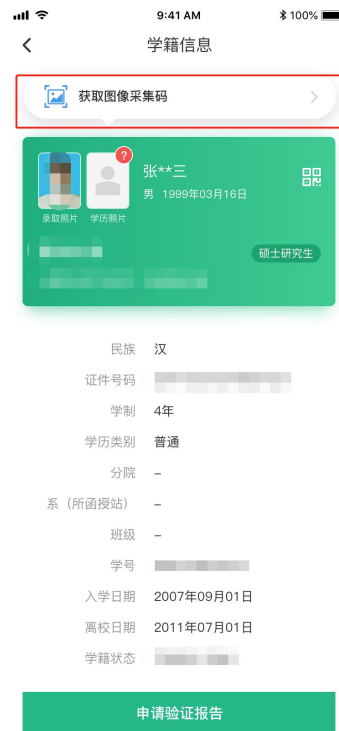 9:41 AM
100%
学籍信息
获取图像采集码
?
张**三
男 1999年03月16日
录取照片 学历照片
硕士研究生
民族 汉
证件号码
学制 4年
学历类别 普通
分院 –
系（所函授站） –
班级 –
学号
入学日期 2007年09月01日
离校日期 2011年07月01日
学籍状态
申请验证报告